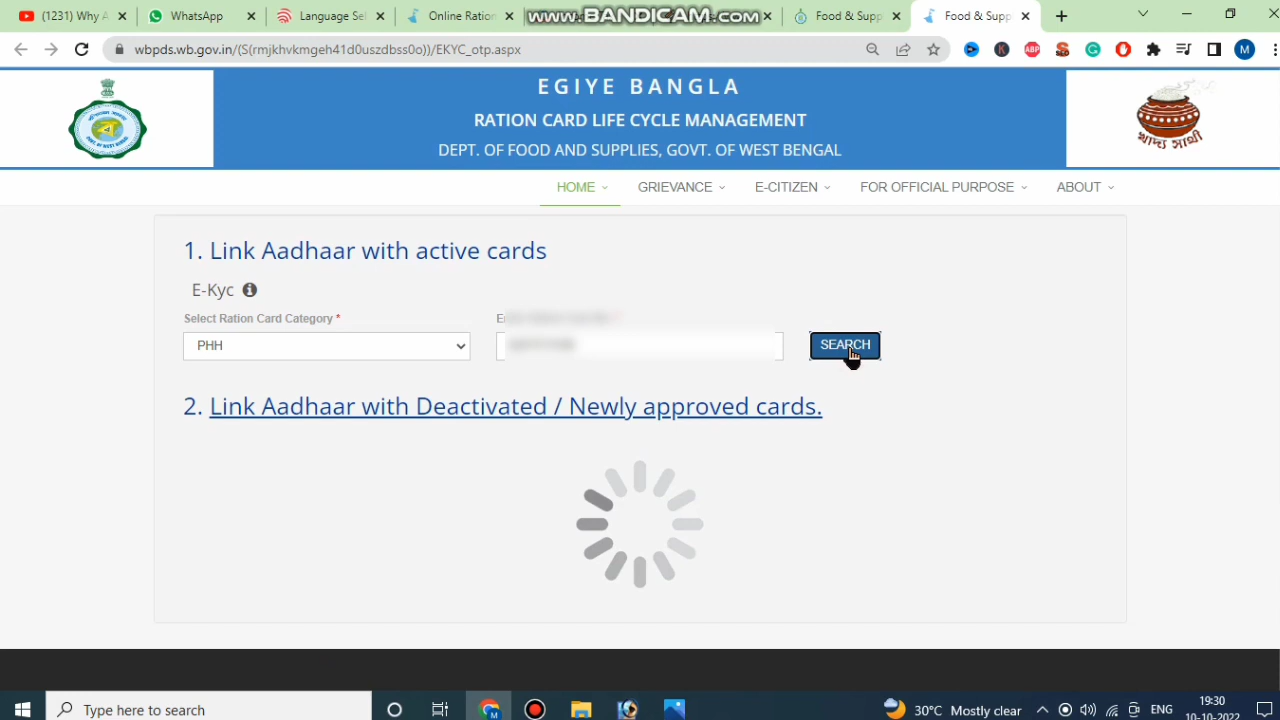 (1231) Why A
WhatsApp
Language Sel
Online Ration
www.BANDICAM.com
Food & Supp
Food & Supp
wbpds.wb.gov.in/(S(rmjkhvkmgeh41d0uszdbss0o))/EKYC_otp.aspx
EGIYE BANGLA
RATION CARD LIFE CYCLE MANAGEMENT
DEPT. OF FOOD AND SUPPLIES, GOVT. OF WEST BENGAL
খাদ্য সাথী
HOME
GRIEVANCE
E-CITIZEN
FOR OFFICIAL PURPOSE
ABOUT
1. Link Aadhaar with active cards
E-Kyc
Select Ration Card Category *
PHH
SEARCH
2. Link Aadhaar with Deactivated / Newly approved cards.
Type here to search
30°C Mostly clear
ENG
19:30
10-10-2022